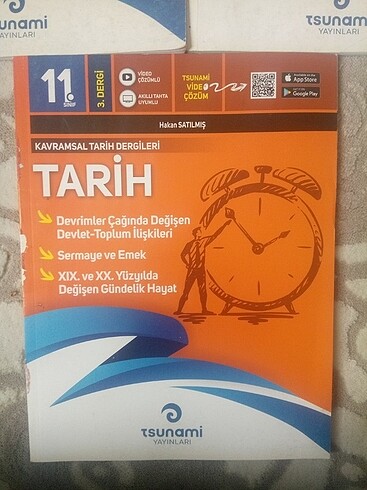 tsunami
YAYINLARI
tsunami
YAYINLARI
11.
SINIF
3. DERGİ
VİDEO
ÇÖZÜMLÜ
AKILLI TAHTA
UYUMLU
TSUNAMİ
VİDEO
ÇÖZÜM
App Store
Google Play
Hakan SATILMIŞ
KAVRAMSAL TARİH DERGİLERİ
TARİH
Devrimler Çağında Değişen
Devlet-Toplum İlişkileri
Sermaye ve Emek
XIX. ve XX. Yüzyılda
Değişen Gündelik Hayat
tsunami
YAYINLARI